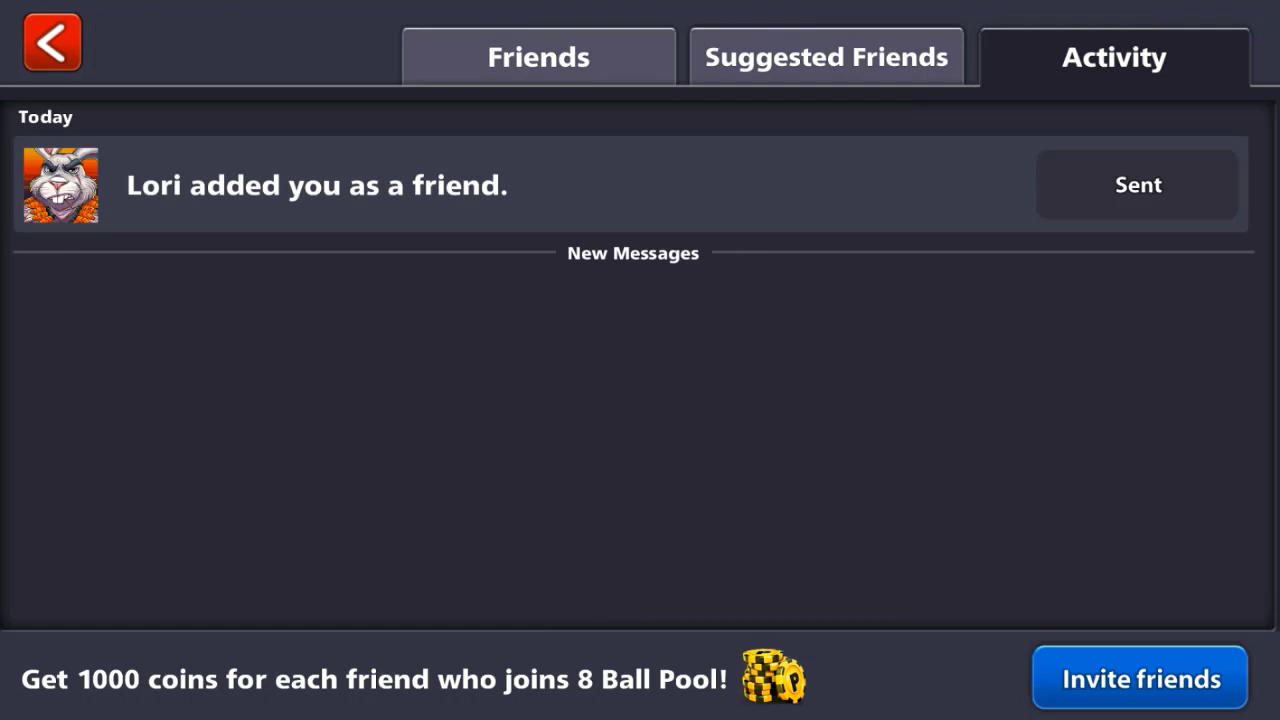 Friends
Suggested Friends
Activity
Today
Lori added you as a friend.
Sent
New Messages
Get 1000 coins for each friend who joins 8 Ball Pool!
P
Invite friends